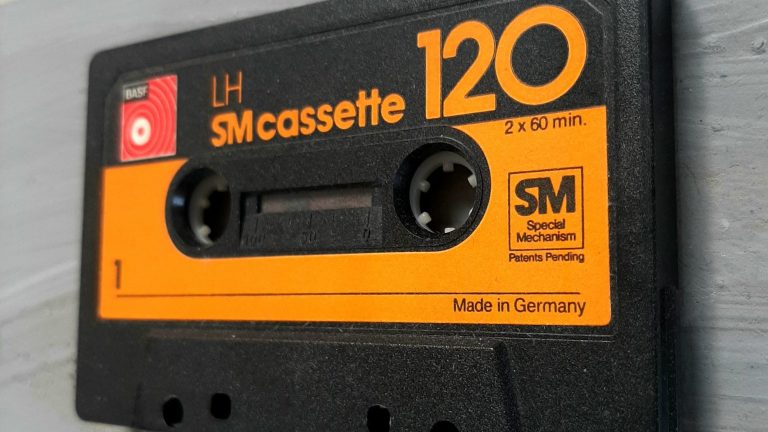 BASF
LH
SM cassette 120
2 x 60 min.
SM
Special
Mechanism
Patents Pending
1
Made in Germany